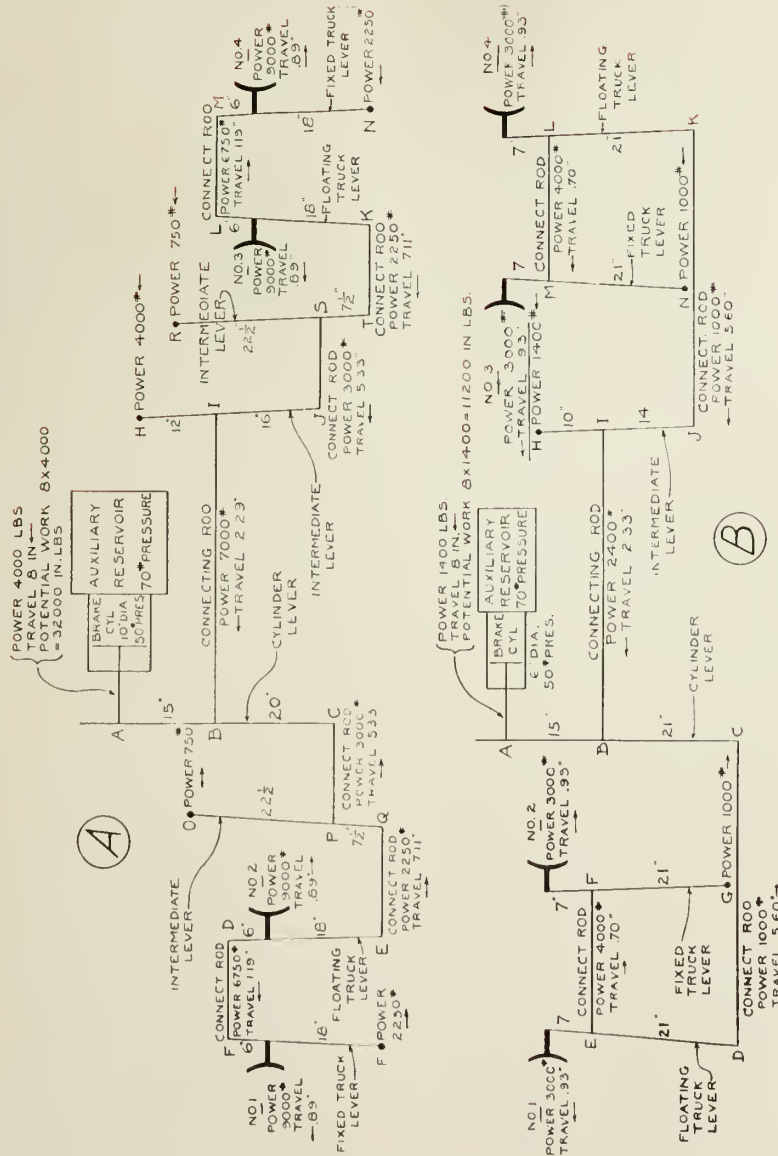 A
POWER 4000 LBS
TRAVEL 8 IN.
POTENTIAL WORK 8X4000
=32000 IN.LBS
BRAKE
CYL.
10" DIA
50# PRES.
AUXILIARY
RESERVOIR
70# PRESSURE
A
15"
B
20"
C
CYLINDER
LEVER
CONNECTING ROD
POWER 7000#
TRAVEL 2.29"
O POWER 750#
INTERMEDIATE
LEVER
22½
P
7½"
Q
CONNECT ROD
POWER 3000#
TRAVEL 533
CONNECT ROD
POWER 2250#
TRAVEL 711"
CONNECT ROD
F
POWER 6750#
TRAVEL 119"
D
6"
6"
NO 1
POWER
9000#
TRAVEL
.89"
NO.2
POWER
9000#
TRAVEL
.89"
18"
18"
E
F POWER
2250#
FIXED TRUCK
LEVER
FLOATING
TRUCK
LEVER
H POWER 4000#
12"
I
16"
J
INTERMEDIATE
LEVER
R POWER 750#
INTERMEDIATE
LEVER
22½
S
7½"
T
CONNECT ROD
POWER 3000#
TRAVEL 533"
CONNECT ROD
POWER 2250#
TRAVEL 711"
CONNECT ROD
L
POWER 6750#
TRAVEL 119"
M
6"
6"
NO.3
POWER
9000#
TRAVEL
.89"
NO.4
POWER
9000#
TRAVEL
.89"
18"
18"
K
N POWER 2250#
FLOATING
TRUCK
LEVER
FIXED TRUCK
LEVER
B
POWER 1400 LBS.
TRAVEL 8 IN.
POTENTIAL WORK 8X1400=11200 IN LBS.
BRAKE
CYL
6" DIA.
50# PRES.
AUXILIARY
RESERVOIR
70# PRESSURE
A
15"
B
21"
C
CYLINDER
LEVER
CONNECTING ROD
POWER 2400#
TRAVEL 2 33"
NO. 1
POWER 3000#
TRAVEL .93"
NO.2
POWER 3000#
TRAVEL .93"
7
7"
E
F
CONNECT ROD
POWER 4000#
TRAVEL .70"
21"
21"
D
G POWER 1000#
FIXED
TRUCK
LEVER
FLOATING
TRUCK
LEVER
CONNECT ROD
POWER 1000#
TRAVEL 5.60"
H POWER 1400#
10"
I
14
J
INTERMEDIATE
LEVER
NO. 3
POWER 3000#
TRAVEL .93"
NO.4
POWER 3000#
TRAVEL .93"
7
7"
M
L
CONNECT ROD
POWER 4000#
TRAVEL .70"
21"
21"
N POWER 1000#
K
FIXED
TRUCK
LEVER
FLOATING
TRUCK
LEVER
CONNECT. ROD
POWER 1000#
TRAVEL 5.60"